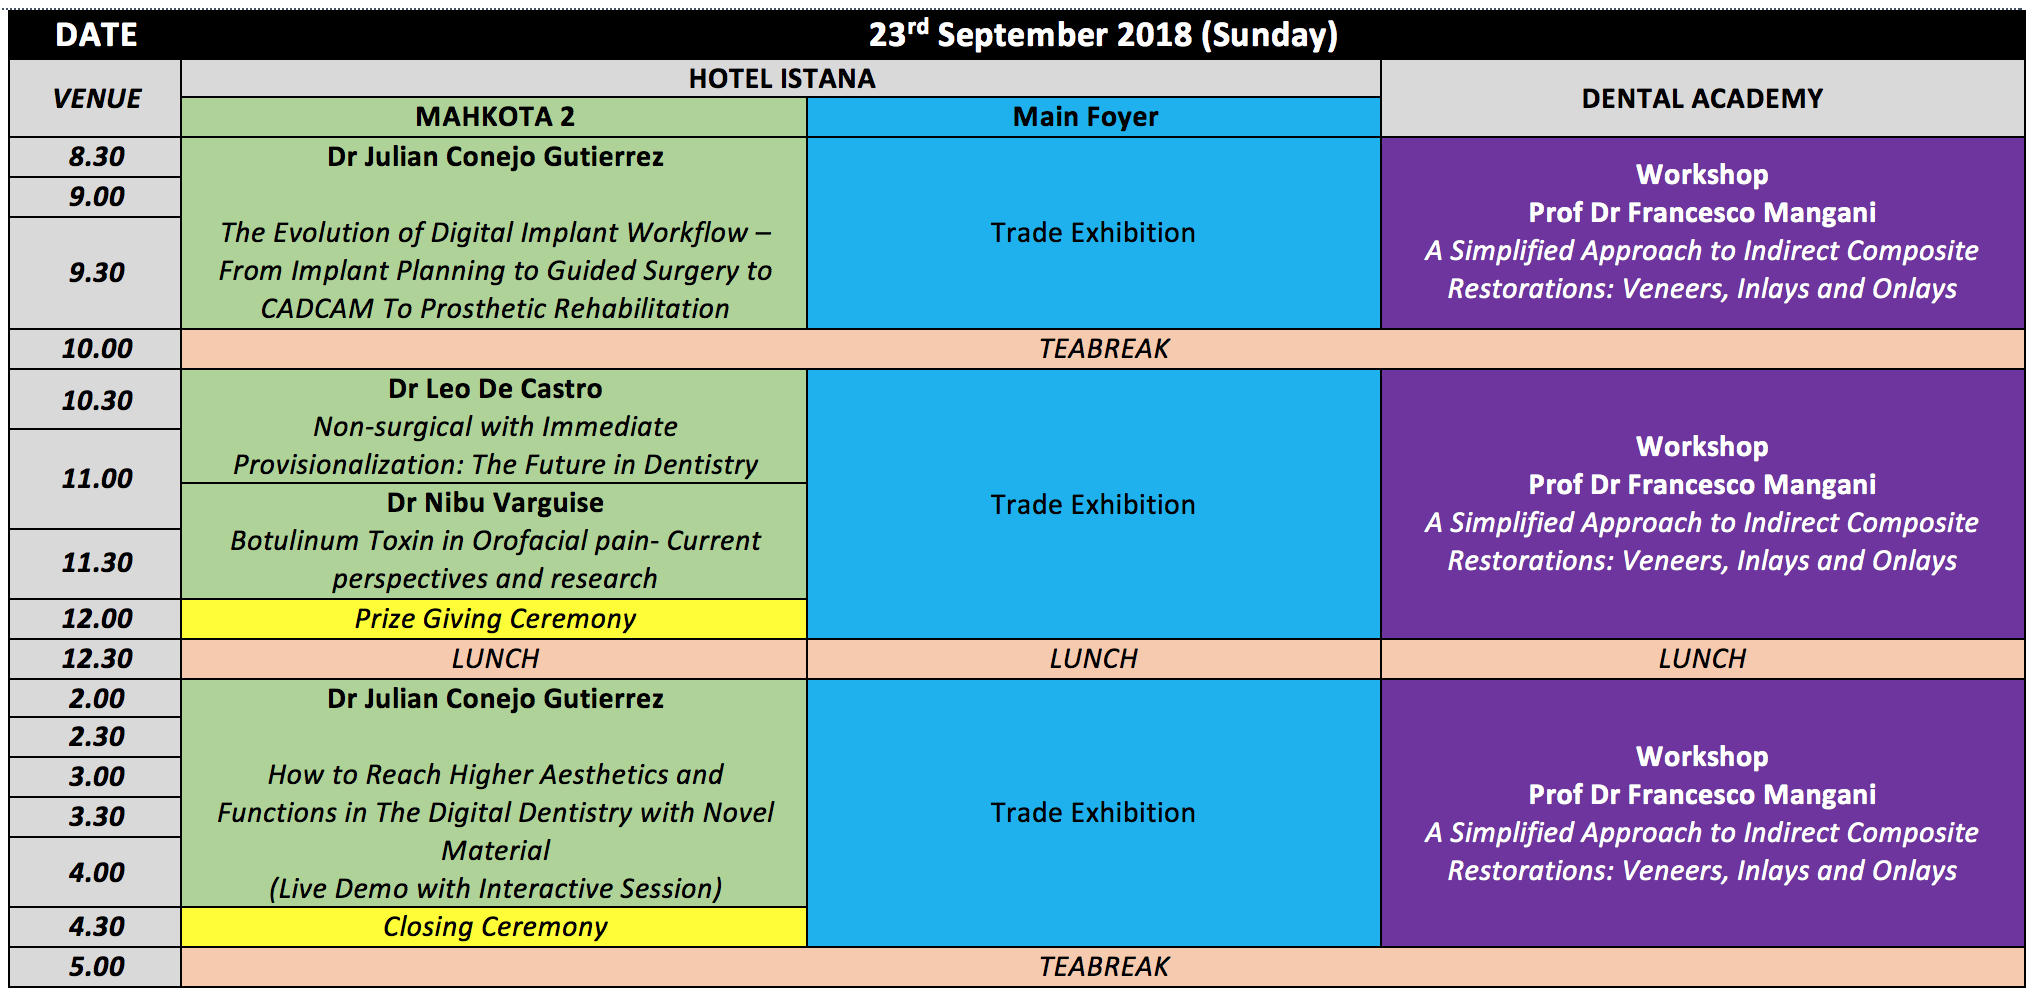 DATE
23rd September 2018 (Sunday)
VENUE
HOTEL ISTANA
DENTAL ACADEMY
MAHKOTA 2
Main Foyer
8.30
9.00
9.30
Dr Julian Conejo Gutierrez
The Evolution of Digital Implant Workflow –
From Implant Planning to Guided Surgery to
CADCAM To Prosthetic Rehabilitation
Trade Exhibition
Workshop
Prof Dr Francesco Mangani
A Simplified Approach to Indirect Composite
Restorations: Veneers, Inlays and Onlays
10.00
TEABREAK
10.30
11.00
11.30
12.00
Dr Leo De Castro
Non-surgical with Immediate
Provisionalization: The Future in Dentistry
Dr Nibu Varguise
Botulinum Toxin in Orofacial pain- Current
perspectives and research
Prize Giving Ceremony
Trade Exhibition
Workshop
Prof Dr Francesco Mangani
A Simplified Approach to Indirect Composite
Restorations: Veneers, Inlays and Onlays
12.30
LUNCH
LUNCH
LUNCH
2.00
2.30
3.00
3.30
4.00
4.30
Dr Julian Conejo Gutierrez
How to Reach Higher Aesthetics and
Functions in The Digital Dentistry with Novel
Material
(Live Demo with Interactive Session)
Closing Ceremony
Trade Exhibition
Workshop
Prof Dr Francesco Mangani
A Simplified Approach to Indirect Composite
Restorations: Veneers, Inlays and Onlays
5.00
TEABREAK